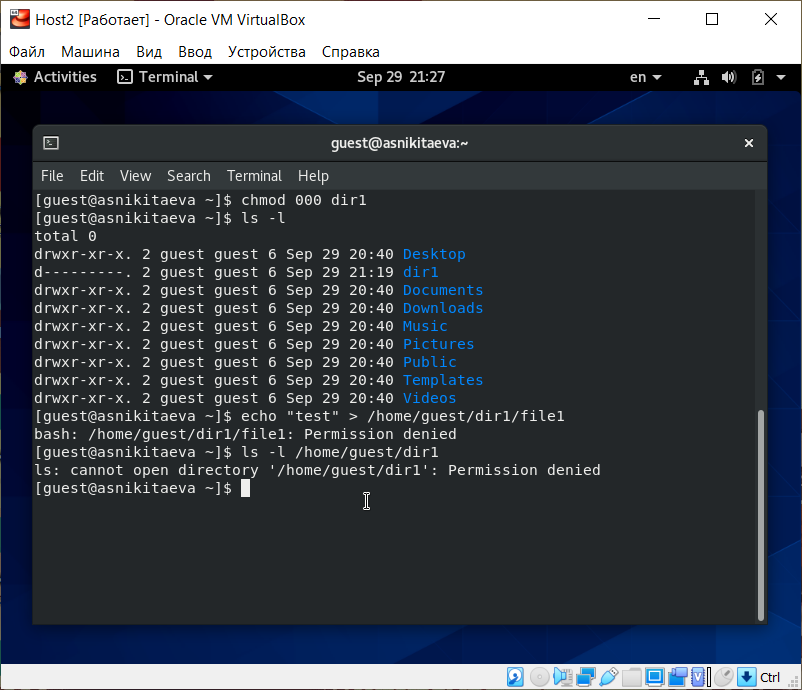 Host2 [Работает] - Oracle VM VirtualBox
Файл Машина Вид Ввод Устройства Справка
Activities Terminal Sep 29 21:27 en
guest@asnikitaeva:~
File Edit View Search Terminal Help
[guest@asnikitaeva ~]$ chmod 000 dir1
[guest@asnikitaeva ~]$ ls -l
total 0
drwxr-xr-x. 2 guest guest 6 Sep 29 20:40 Desktop
d---------. 2 guest guest 6 Sep 29 21:19 dir1
drwxr-xr-x. 2 guest guest 6 Sep 29 20:40 Documents
drwxr-xr-x. 2 guest guest 6 Sep 29 20:40 Downloads
drwxr-xr-x. 2 guest guest 6 Sep 29 20:40 Music
drwxr-xr-x. 2 guest guest 6 Sep 29 20:40 Pictures
drwxr-xr-x. 2 guest guest 6 Sep 29 20:40 Public
drwxr-xr-x. 2 guest guest 6 Sep 29 20:40 Templates
drwxr-xr-x. 2 guest guest 6 Sep 29 20:40 Videos
[guest@asnikitaeva ~]$ echo "test" > /home/guest/dir1/file1
bash: /home/guest/dir1/file1: Permission denied
[guest@asnikitaeva ~]$ ls -l /home/guest/dir1
ls: cannot open directory '/home/guest/dir1': Permission denied
[guest@asnikitaeva ~]$
Ctrl